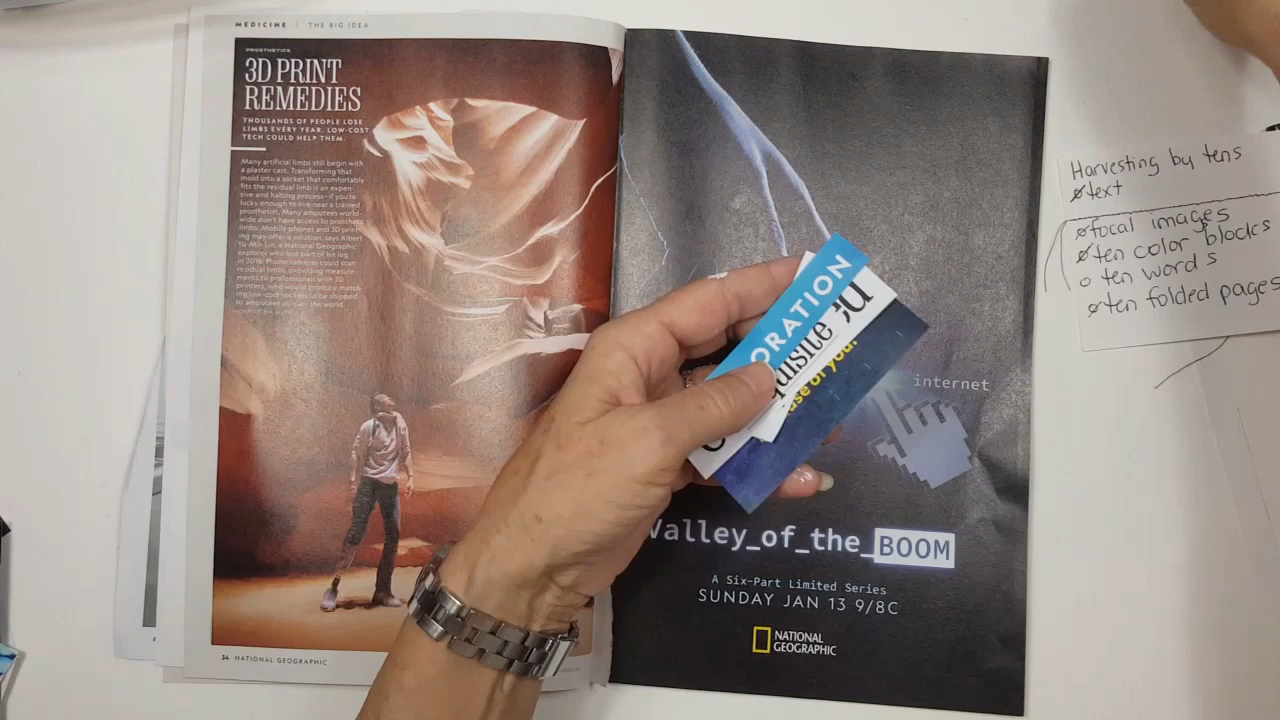 MEDICINE | THE BIG IDEA
PROSTHETICS
3D PRINT
REMEDIES
THOUSANDS OF PEOPLE LOSE
LIMBS EVERY YEAR. LOW-COST
TECH COULD HELP THEM.
Many artificial limbs still begin with
a plaster cast. Transforming that
mold into a socket that comfortably
fits the residual limb is an expen-
sive and halting process—if you're
lucky enough to live near a trained
prosthetist. Many amputees world-
wide don't have access to prosthetic
limbs. Mobile phones and 3D print-
ing may offer a solution, says Albert
Yu-Min Lin, a National Geographic
explorer who lost part of his leg
in 2016. Phone cameras could scan
residual limbs, providing measure-
ments to professionals with 3D
printers, who would produce match-
ing low-cost sockets to be shipped
to amputees all over the world.
34 NATIONAL GEOGRAPHIC
ORATION
uisite
use of you.
internet
Valley_of_the_BOOM
A Six-Part Limited Series
SUNDAY JAN 13 9/8C
NATIONAL
GEOGRAPHIC
Harvesting by tens
text
focal images
ten color blocks
o ten words
ten folded pages